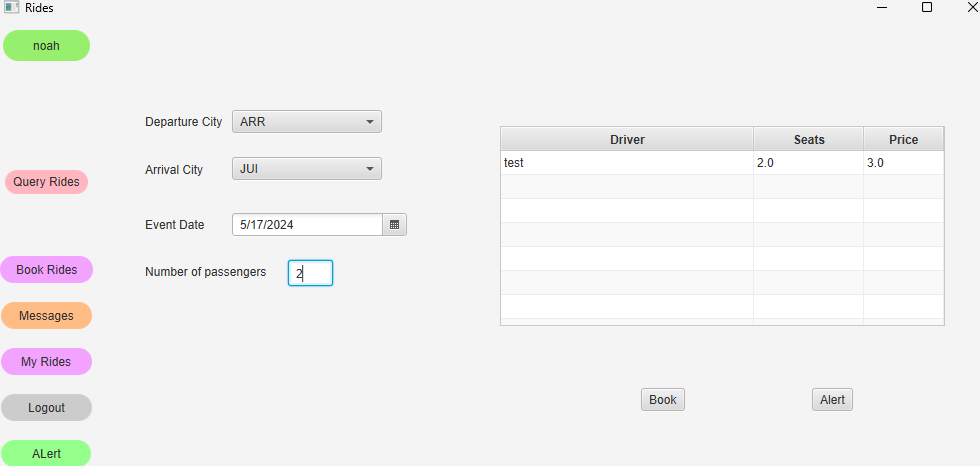 Rides
noah
Departure City ARR
Driver Seats Price
test 2.0 3.0
Arrival City JUI
Query Rides
Event Date 5/17/2024
Number of passengers 2
Book Rides
Messages
My Rides
Book Alert
Logout
ALert